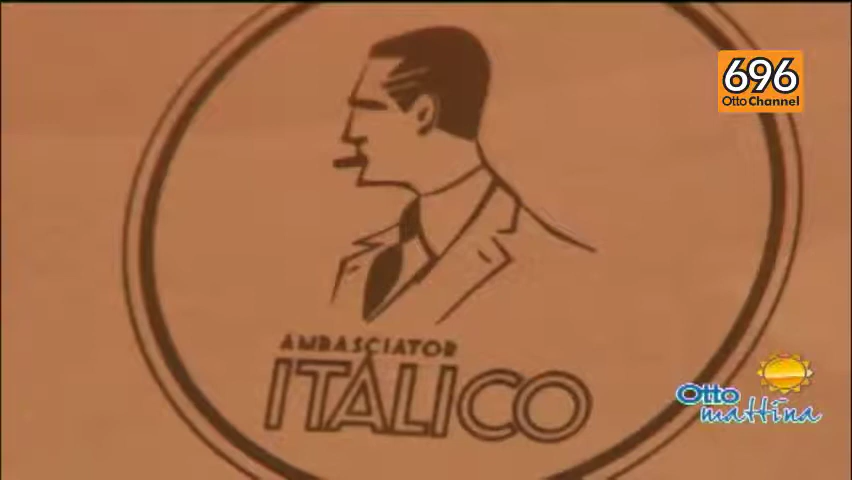 696
Otto Channel
AMBASCIATOR
ITALICO
Otto
mattina